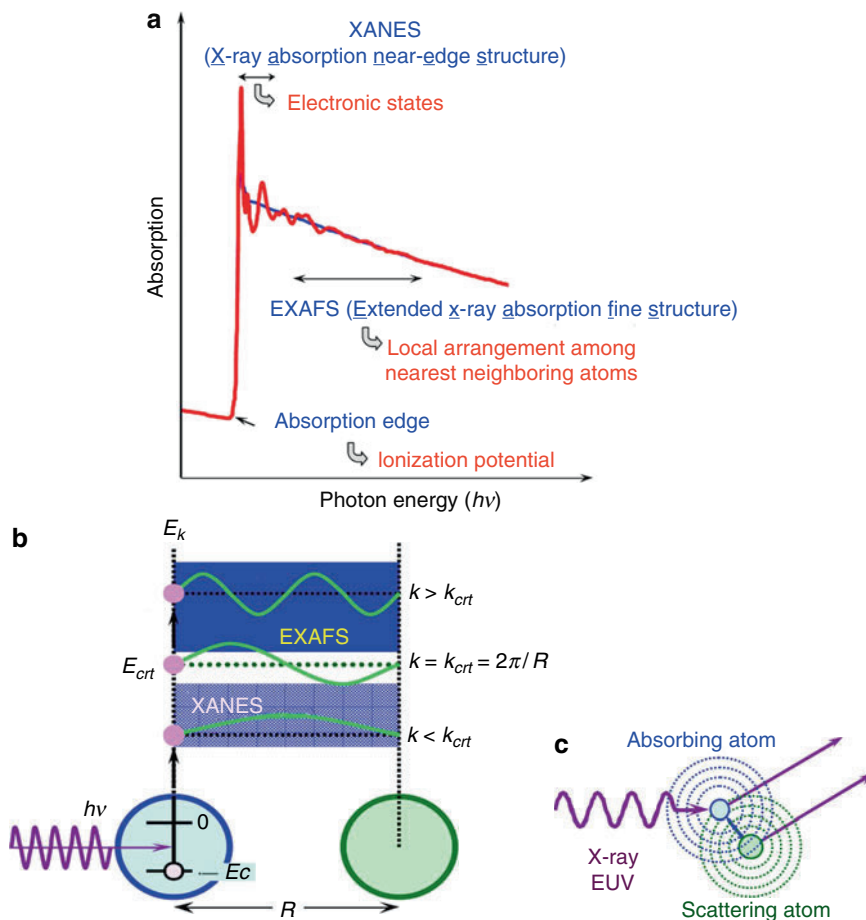 a
XANES
(X-ray absorption near-edge structure)
Electronic states
Absorption
EXAFS (Extended x-ray absorption fine structure)
Local arrangement among
nearest neighboring atoms
Absorption edge
Ionization potential
Photon energy (hν)
b
E_k
k > k_crt
EXAFS
E_crt
k = k_crt = 2π/R
XANES
k < k_crt
hν
0
Ec
R
c
Absorbing atom
X-ray
EUV
Scattering atom